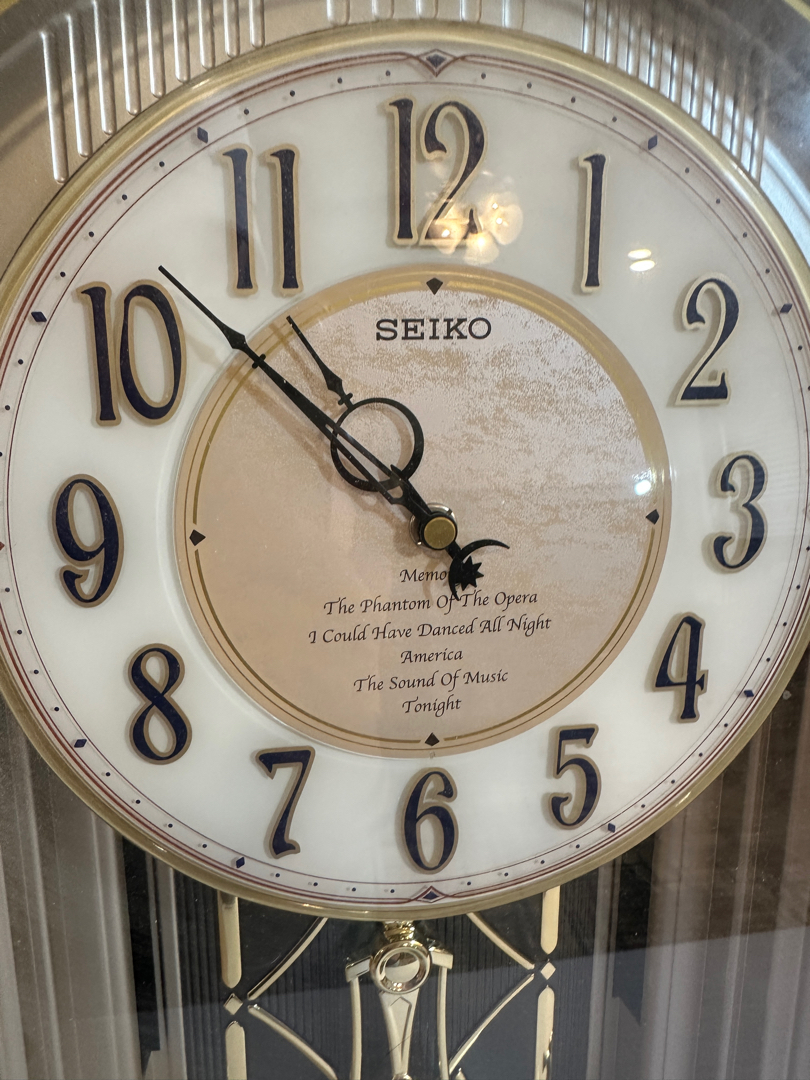 12
11 1
10 2
SEIKO
9 3
Memo
The Phantom Of The Opera
I Could Have Danced All Night
America
The Sound Of Music
Tonight
8 4
7 5
6